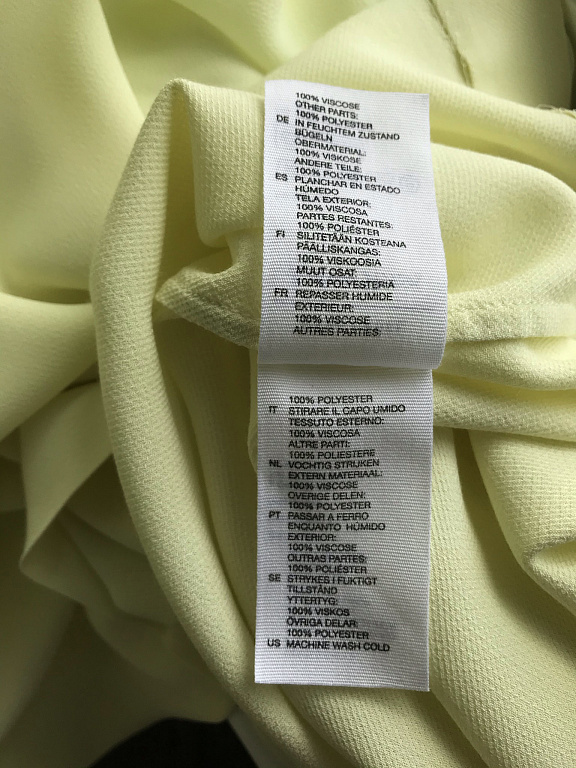 100% VISCOSE
OTHER PARTS:
100% POLYESTER
DE IN FEUCHTEM ZUSTAND
BÜGELN
OBERMATERIAL:
100% VISKOSE
ANDERE TEILE:
100% POLYESTER
ES PLANCHAR EN ESTADO
HÚMEDO
TELA EXTERIOR:
100% VISCOSA
PARTES RESTANTES:
100% POLIÉSTER
FI SILITETÄÄN KOSTEANA
PÄÄLLISKANGAS:
100% VISKOOSIA
MUUT OSAT:
100% POLYESTERIA
FR REPASSER HUMIDE
EXTERIEUR:
100% VISCOSE
AUTRES PARTIES:
100% POLYESTER
IT STIRARE IL CAPO UMIDO
TESSUTO ESTERNO:
100% VISCOSA
ALTRE PARTI:
100% POLIESTERE
NL VOCHTIG STRIJKEN
EXTERN MATERIAAL:
100% VISCOSE
OVERIGE DELEN:
100% POLYESTER
PT PASSAR A FERRO
ENQUANTO HÚMIDO
EXTERIOR:
100% VISCOSE
OUTRAS PARTES:
100% POLIÉSTER
SE STRYKES I FUKTIGT
TILLSTÅND
YTTERTYG:
100% VISKOS
ÖVRIGA DELAR:
100% POLYESTER
US MACHINE WASH COLD